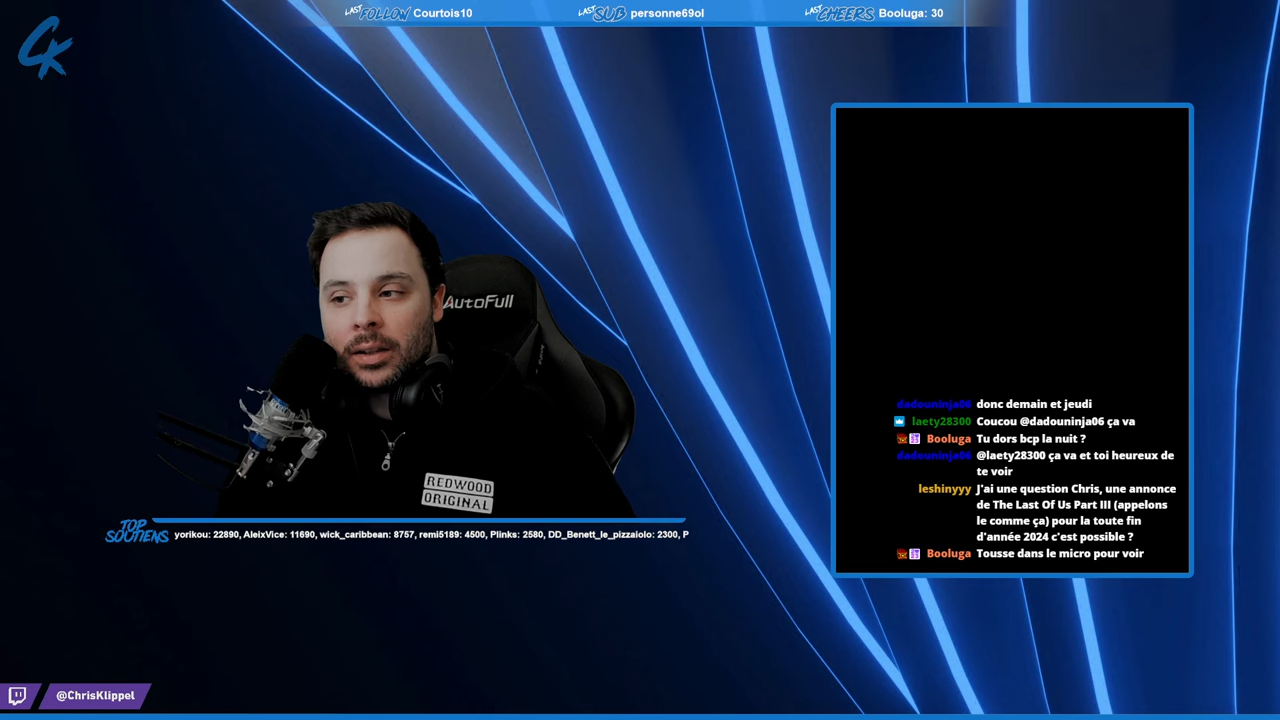 LAST FOLLOW Courtois10
LAST SUB personne69ol
LAST CHEERS Booluga: 30
CK
AutoFull
REDWOOD
ORIGINAL
TOP SOUTIENS yorikou: 22890, AleixVice: 11690, wick_caribbean: 8757, remi5189: 4500, Plinks: 2580, DD_Benett_le_pizzaiolo: 2300, P
dadouninja06 donc demain et jeudi
laety28300 Coucou @dadouninja06 ça va
Booluga Tu dors bcp la nuit ?
dadouninja06 @laety28300 ça va et toi heureux de
te voir
leshinyyy J'ai une question Chris, une annonce
de The Last Of Us Part III (appelons
le comme ça) pour la toute fin
d'année 2024 c'est possible ?
Booluga Tousse dans le micro pour voir
@ChrisKlippel